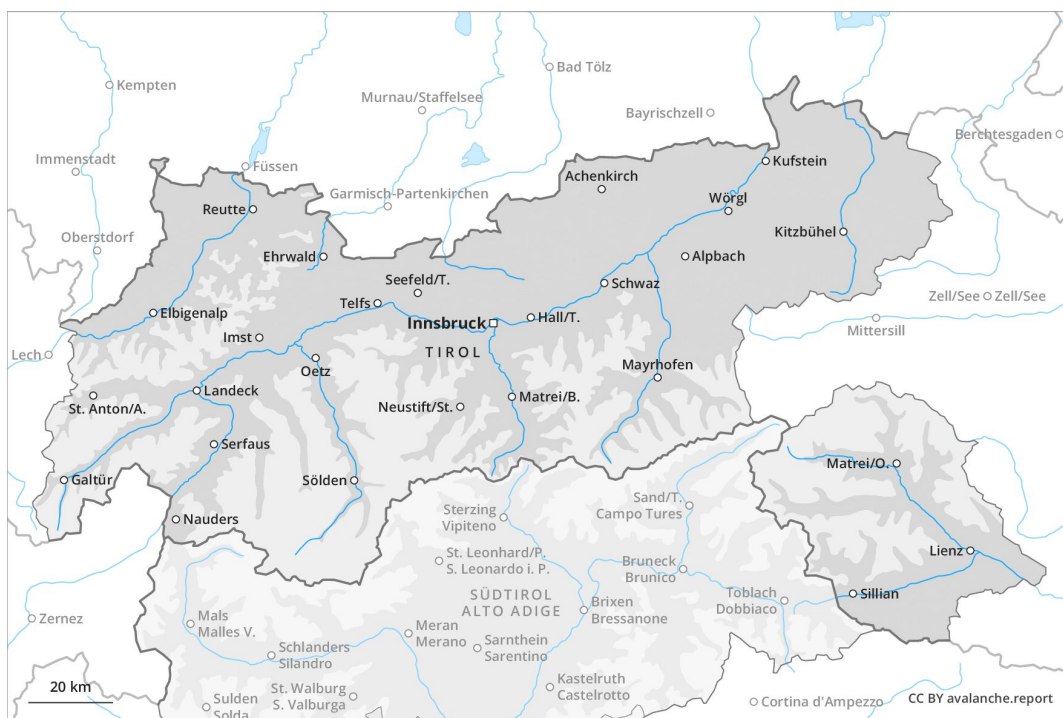 Kempten
Bad Tölz
Murnau/Staffelsee
Bayrischzell
Berchtesgaden
Immenstadt
Füssen
Kufstein
Achenkirch
Garmisch-Partenkirchen
Reutte
Wörgl
Oberstdorf
Kitzbühel
Ehrwald
Alpbach
Seefeld/T.
Schwaz
Telfs
Zell/See
Zell/See
Elbigenalp
Innsbruck
Hall/T.
Mittersill
Imst
Lech
TIROL
Oetz
Mayrhofen
Landeck
St. Anton/A.
Neustift/St.
Matrei/B.
Serfaus
Matrei/O.
Galtür
Sölden
Sand/T.
Campo Tures
Sterzing
Vipiteno
Nauders
Lienz
St. Leonhard/P.
S. Leonardo i. P.
Bruneck
Brunico
SÜDTIROL
ALTO ADIGE
Sillian
Toblach
Dobbiaco
Brixen
Bressanone
Zernez
Mals
Malles V.
Meran
Merano
Sarnthein
Sarentino
Schlanders
Silandro
Kastelruth
Castelrotto
20 km
St. Walburg
S. Valburga
Sulden
Solda
Cortina d'Ampezzo
CC BY avalanche.report